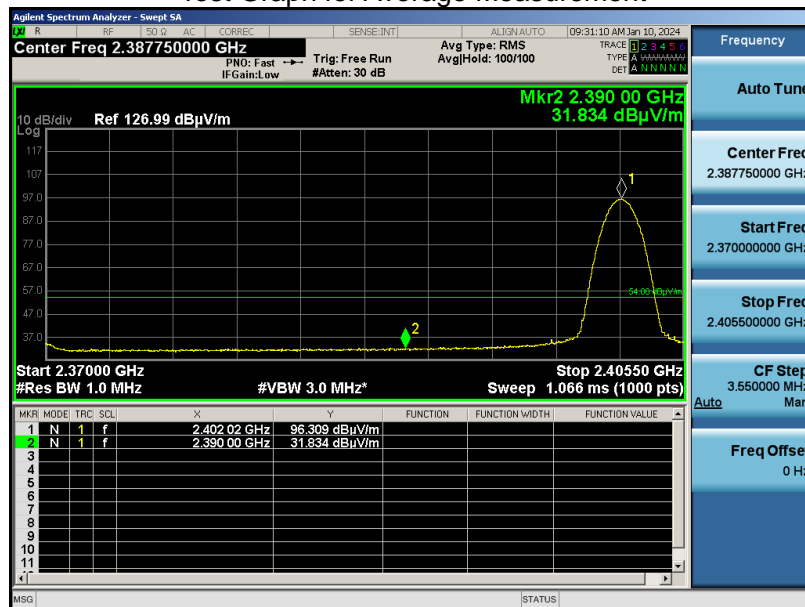 Agilent Spectrum Analyzer - Swept SA
LXI R RF 50 Ω AC CORREC SENSE:INT ALIGN AUTO 09:31:10 AM Jan 10, 2024
Center Freq 2.387750000 GHz
PNO: Fast
IFGain:Low
Trig: Free Run
#Atten: 30 dB
Avg Type: RMS
Avg|Hold: 100/100
TRACE 1 2 3 4 5 6
TYPE A
DET A N N N N N
Mkr2 2.390 00 GHz
10 dB/div Ref 126.99 dBµV/m 31.834 dBµV/m
Log
117
107
97.0
87.0
77.0
67.0
57.0
47.0
37.0
1
2
54.00 dBµV/m
Start 2.37000 GHz Stop 2.40550 GHz
#Res BW 1.0 MHz #VBW 3.0 MHz* Sweep 1.066 ms (1000 pts)
MKR MODE TRC SCL X Y FUNCTION FUNCTION WIDTH FUNCTION VALUE
1 N 1 f 2.402 02 GHz 96.309 dBµV/m
2 N 1 f 2.390 00 GHz 31.834 dBµV/m
3
4
5
6
7
8
9
10
11
MSG STATUS
Frequency
Auto Tune
Center Freq
2.387750000 GHz
Start Freq
2.370000000 GHz
Stop Freq
2.405500000 GHz
CF Step
3.550000 MHz
Auto Man
Freq Offset
0 Hz